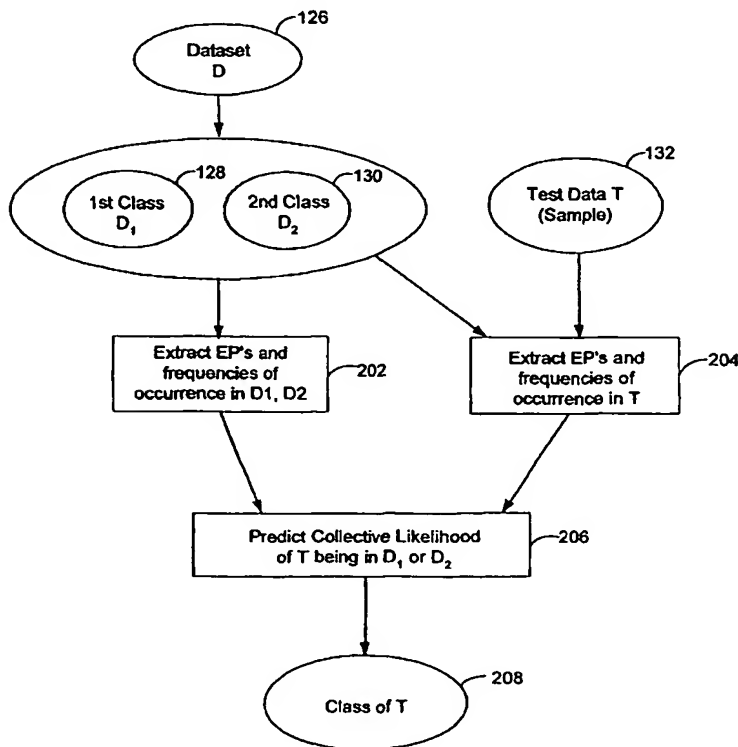 126
Dataset
D
128
1st Class
D₁
130
2nd Class
D₂
132
Test Data T
(Sample)
Extract EP's and
frequencies of
occurrence in D1, D2
202
Extract EP's and
frequencies of
occurrence in T
204
Predict Collective Likelihood
of T being in D₁ or D₂
206
208
Class of T